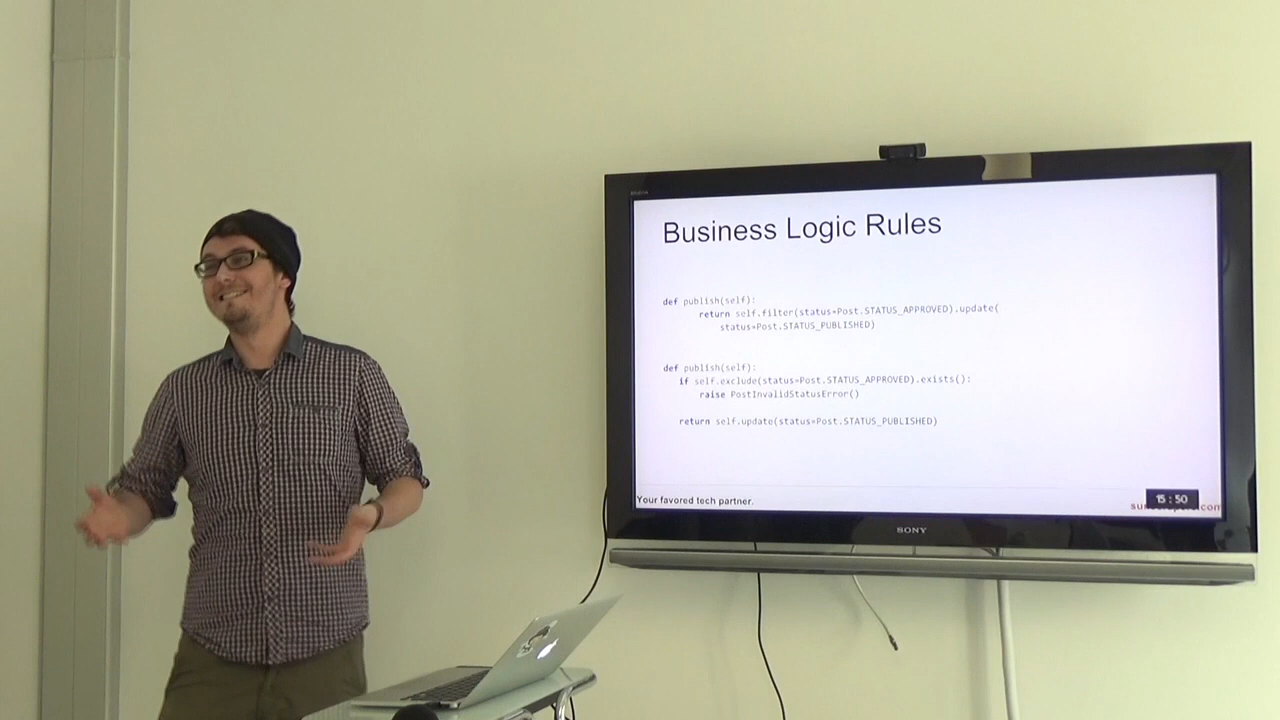 Business Logic Rules
def publish(self):
return self.filter(status=Post.STATUS_APPROVED).update(
status=Post.STATUS_PUBLISHED)
def publish(self):
if self.exclude(status=Post.STATUS_APPROVED).exists():
raise PostInvalidStatusError()
return self.update(status=Post.STATUS_PUBLISHED)
Your favored tech partner.
15:50
SONY